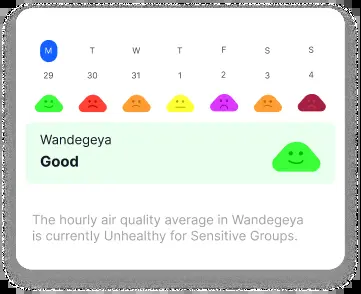 M T W T F S S
29 30 31 1 2 3 4
Wandegeya
Good
The hourly air quality average in Wandegeya
is currently Unhealthy for Sensitive Groups.